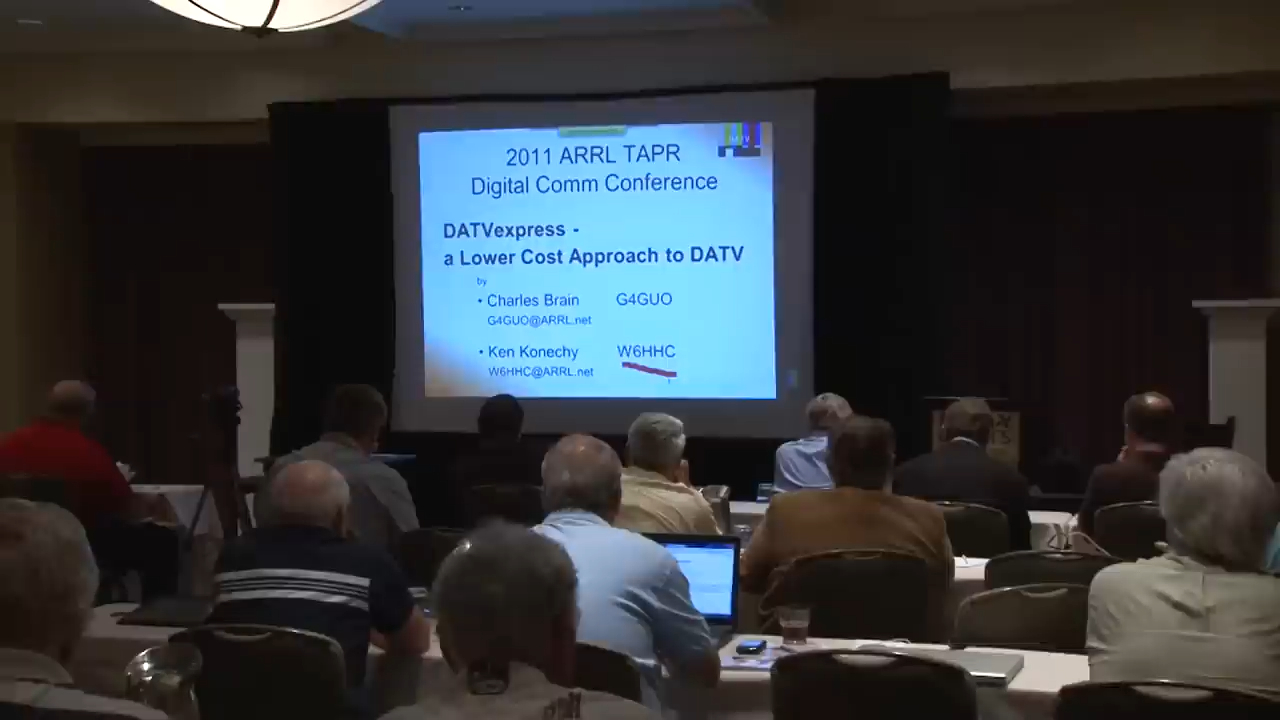 2011 ARRL TAPR
Digital Comm Conference
DATVexpress -
a Lower Cost Approach to DATV
by
• Charles Brain G4GUO
G4GUO@ARRL.net
• Ken Konechy W6HHC
W6HHC@ARRL.net